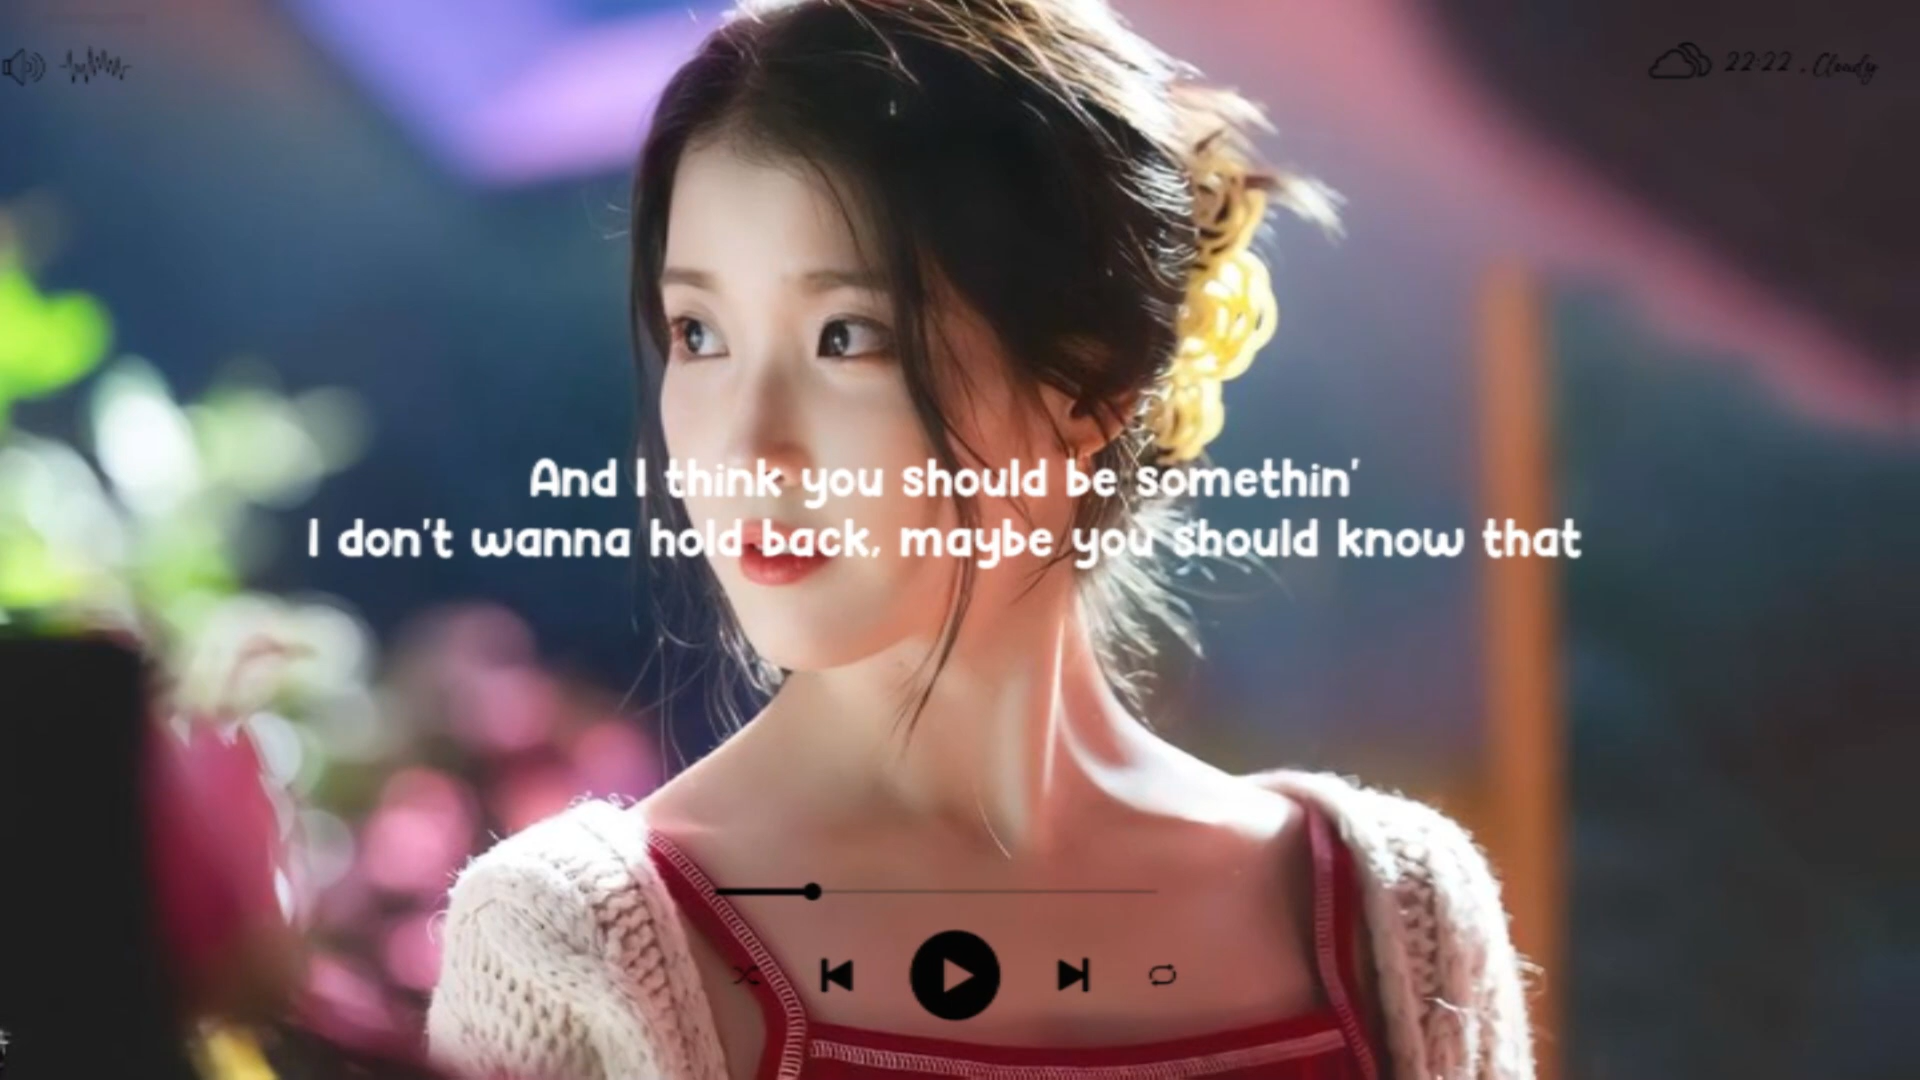 22:22 . Cloudy
And I think you should be somethin'
I don't wanna hold back, maybe you should know that